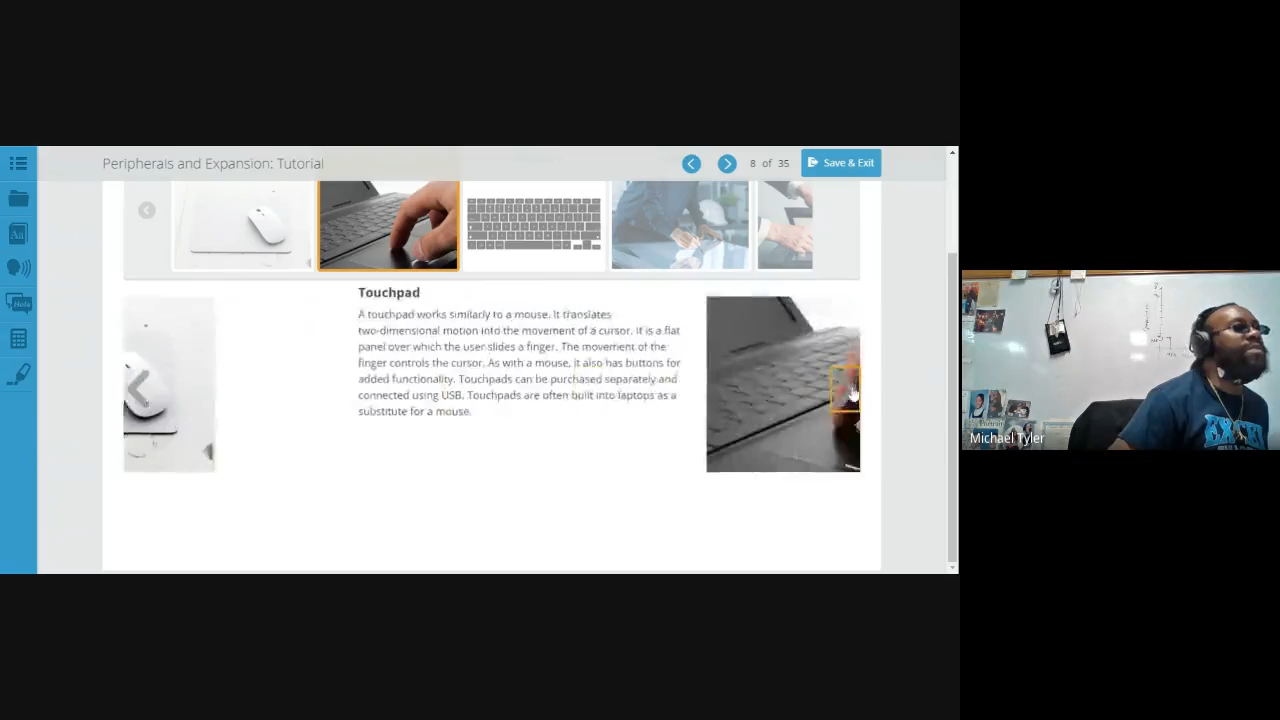 Peripherals and Expansion: Tutorial
8 of 35
Save & Exit
Aa
Hola
Touchpad
A touchpad works similarly to a mouse. It translates
two-dimensional motion into the movement of a cursor. It is a flat
panel over which the user slides a finger. The movement of the
finger controls the cursor. As with a mouse, it also has buttons for
added functionality. Touchpads can be purchased separately and
connected using USB. Touchpads are often built into laptops as a
substitute for a mouse.
Michael Tyler
EXCEL